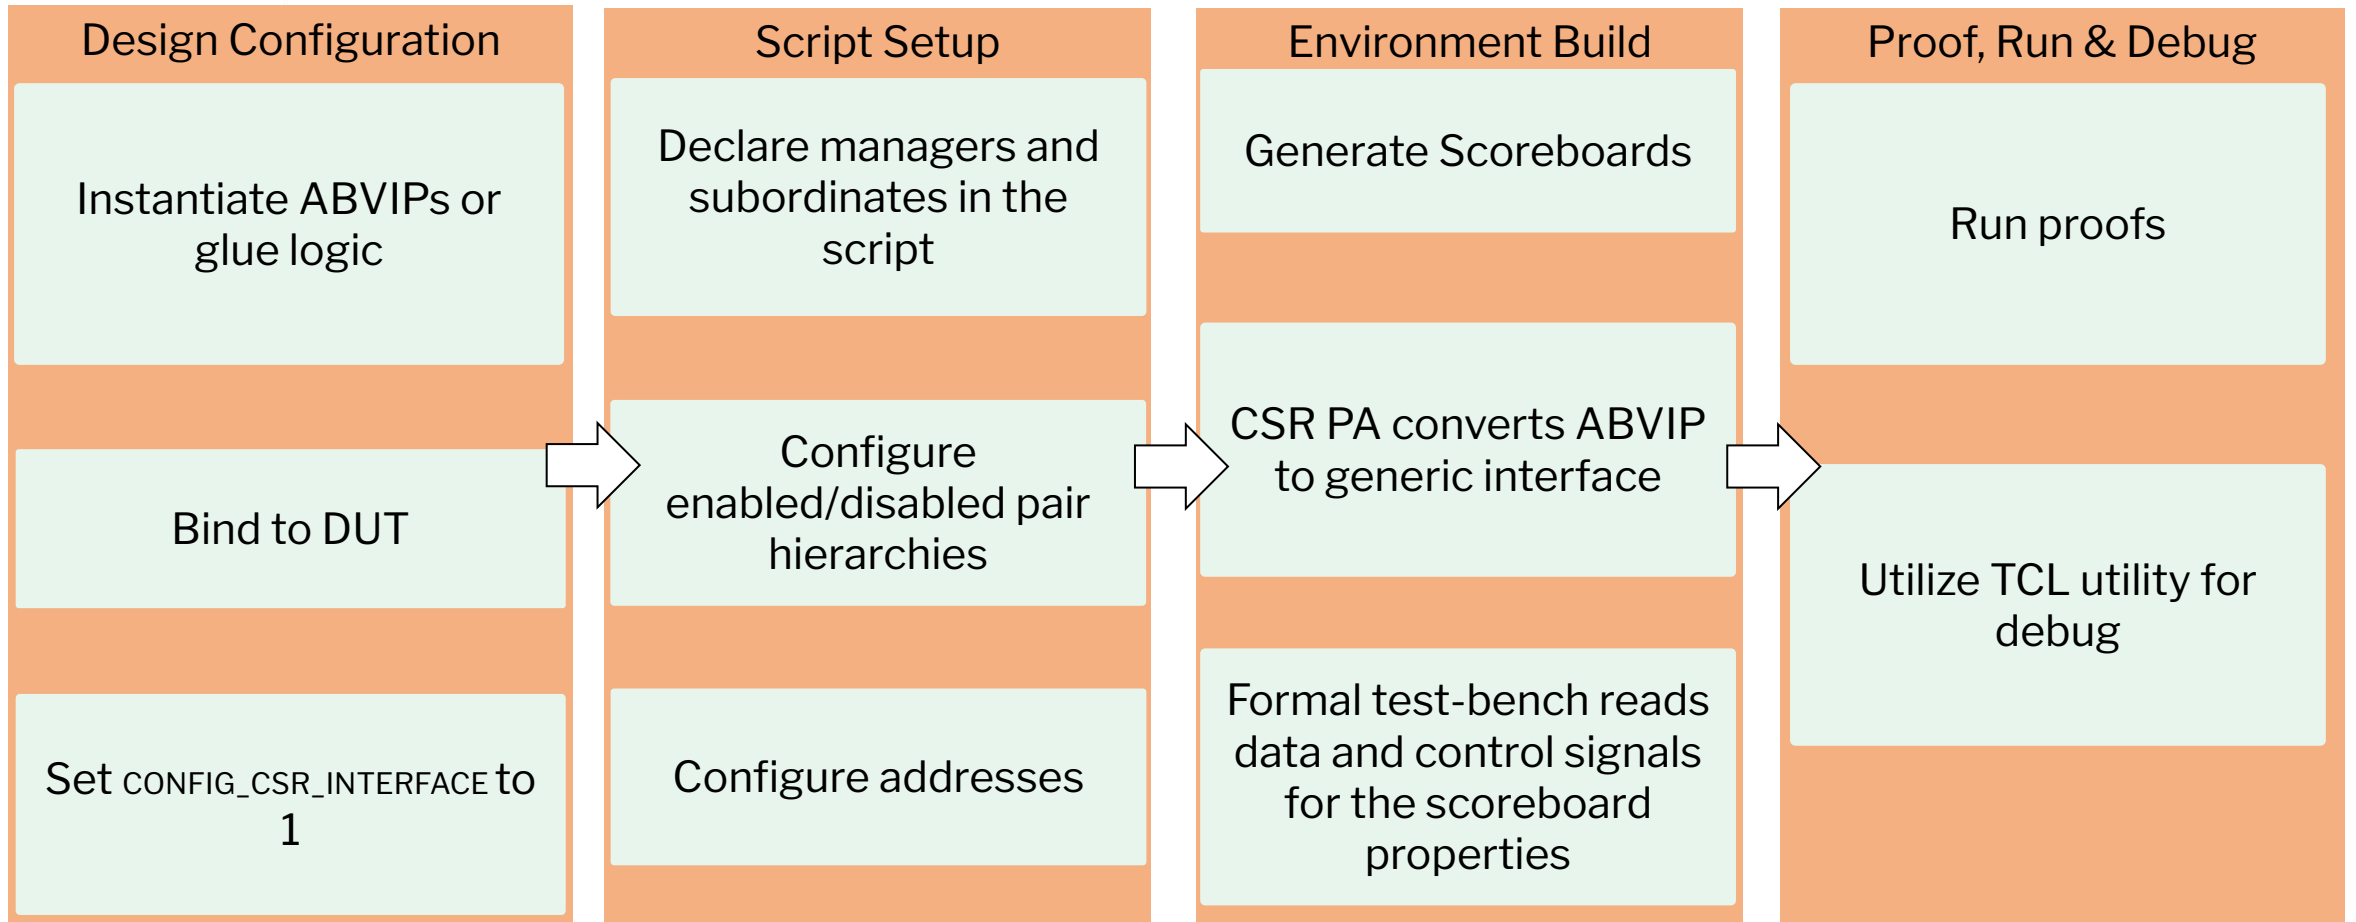 Design Configuration
Instantiate ABVIPs or
glue logic
Bind to DUT
Set CONFIG_CSR_INTERFACE to
1
Script Setup
Declare managers and
subordinates in the
script
Configure
enabled/disabled pair
hierarchies
Configure addresses
Environment Build
Generate Scoreboards
CSR PA converts ABVIP
to generic interface
Formal test-bench reads
data and control signals
for the scoreboard
properties
Proof, Run & Debug
Run proofs
Utilize TCL utility for
debug